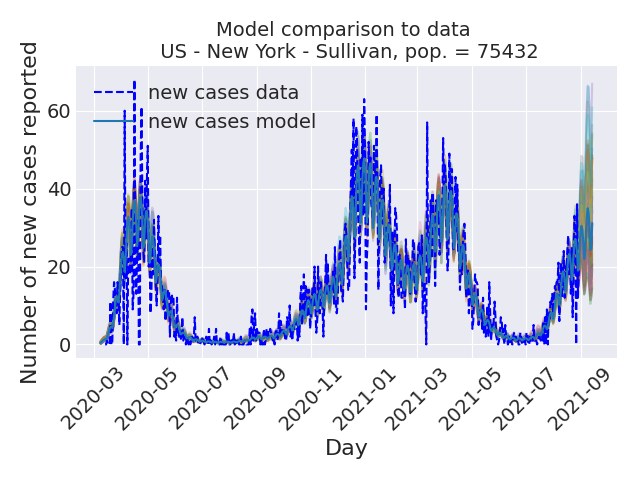 Model comparison to data
US - New York - Sullivan, pop. = 75432
Number of new cases reported
60
40
20
0
new cases data
new cases model
2020-03
2020-05
2020-07
2020-09
2020-11
2021-01
2021-03
2021-05
2021-07
2021-09
Day